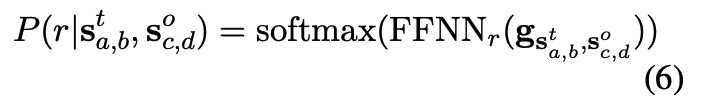 P(r|s^t_{a,b}, s^o_{c,d}) = softmax(FFNN_r(g_{s^t_{a,b}, s^o_{c,d}}))
(6)